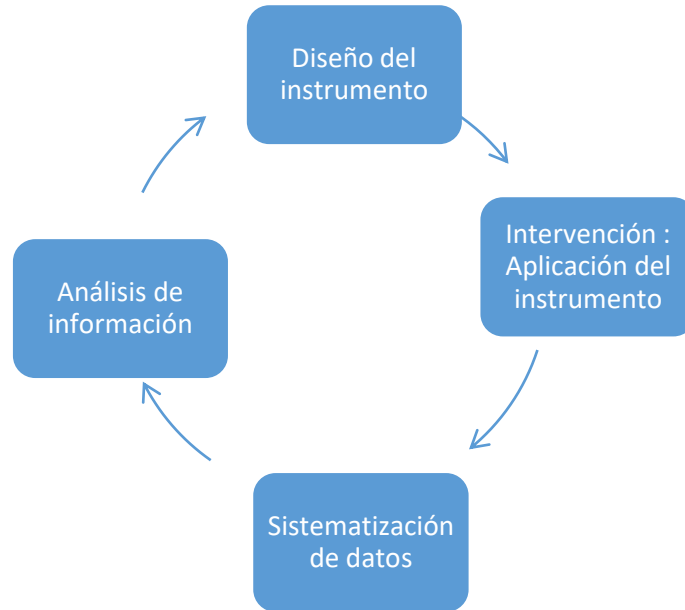 Diseño del
instrumento
Intervención :
Aplicación del
instrumento
Sistematización
de datos
Análisis de
información